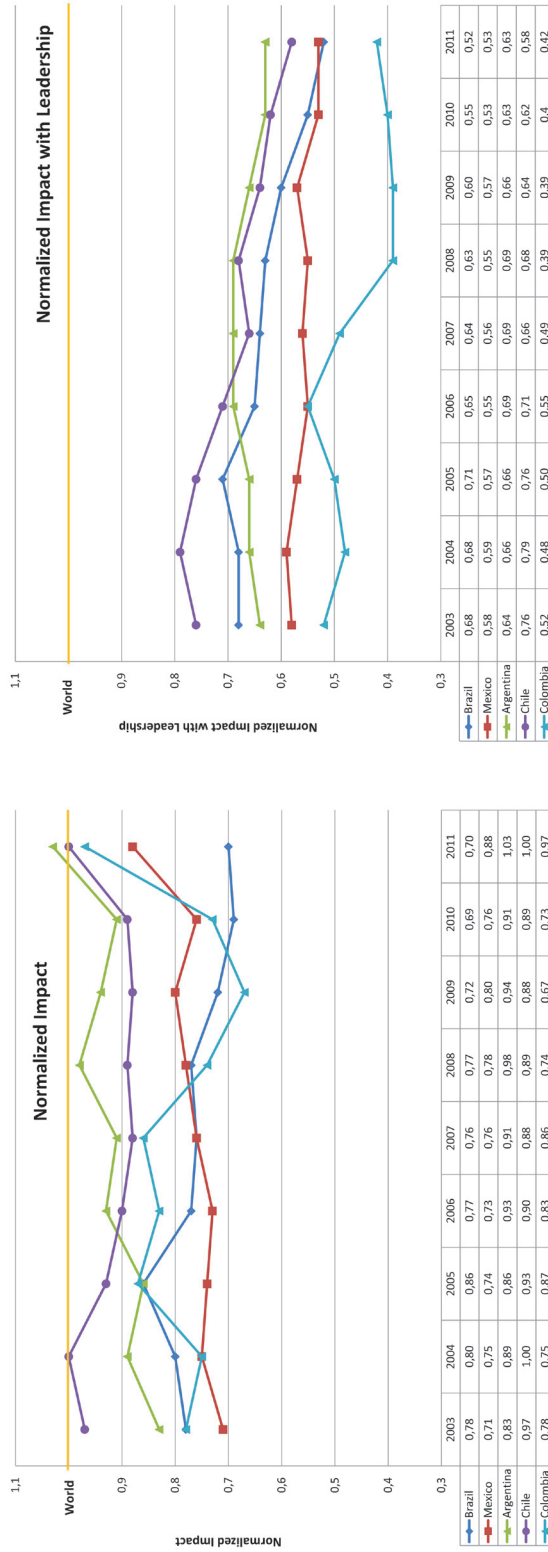 Normalized Impact
Normalized Impact
1,1
World
0,9
0,8
0,7
0,6
0,5
0,4
0,3
2003 2004 2005 2006 2007 2008 2009 2010 2011
Brazil 0,78 0,80 0,86 0,77 0,76 0,77 0,72 0,69 0,70
Mexico 0,71 0,75 0,74 0,73 0,76 0,78 0,80 0,76 0,88
Argentina 0,83 0,89 0,86 0,93 0,91 0,98 0,94 0,91 1,03
Chile 0,97 1,00 0,93 0,90 0,88 0,89 0,88 0,89 1,00
Colombia 0,78 0,75 0,87 0,83 0,86 0,74 0,67 0,73 0,97
Normalized Impact with Leadership
Normalized Impact with Leadership
1,1
World
0,9
0,8
0,7
0,6
0,5
0,4
0,3
2003 2004 2005 2006 2007 2008 2009 2010 2011
Brazil 0,68 0,68 0,71 0,65 0,64 0,63 0,60 0,55 0,52
Mexico 0,58 0,59 0,57 0,55 0,56 0,55 0,57 0,53 0,53
Argentina 0,64 0,66 0,66 0,69 0,69 0,69 0,66 0,63 0,63
Chile 0,76 0,79 0,76 0,71 0,66 0,68 0,64 0,62 0,58
Colombia 0,52 0,48 0,50 0,55 0,49 0,39 0,39 0,4 0,42